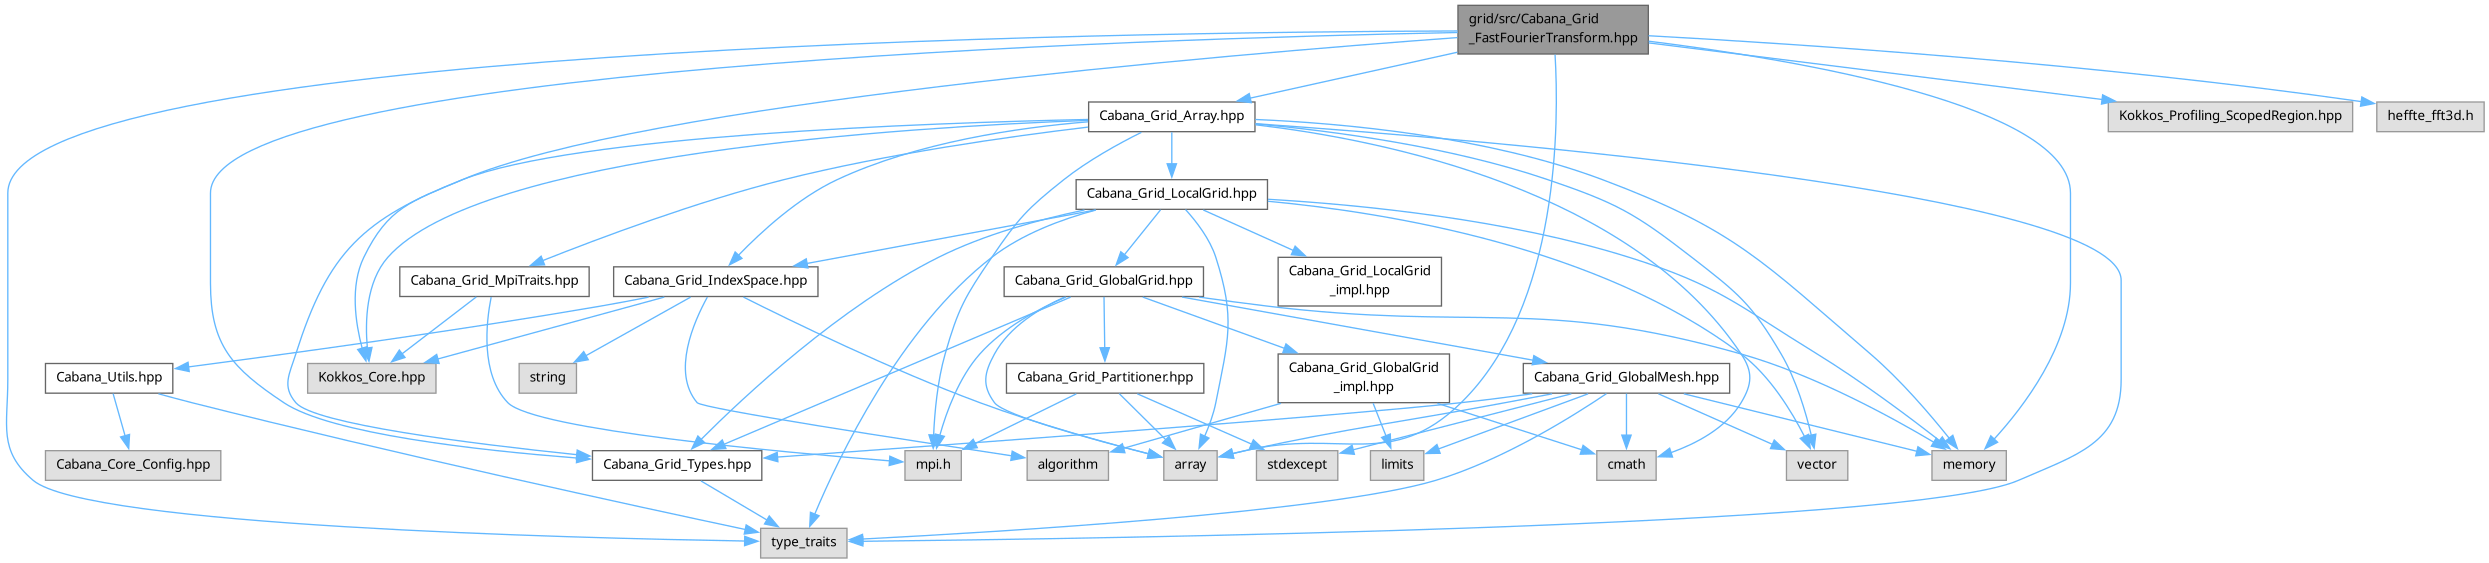 grid/src/Cabana_Grid
_FastFourierTransform.hpp
Cabana_Grid_Array.hpp
Kokkos_Profiling_ScopedRegion.hpp
heffte_fft3d.h
Cabana_Grid_LocalGrid.hpp
Cabana_Grid_MpiTraits.hpp
Cabana_Grid_IndexSpace.hpp
Cabana_Grid_GlobalGrid.hpp
Cabana_Grid_LocalGrid
_impl.hpp
Cabana_Utils.hpp
Kokkos_Core.hpp
string
Cabana_Grid_Partitioner.hpp
Cabana_Grid_GlobalGrid
_impl.hpp
Cabana_Grid_GlobalMesh.hpp
Cabana_Core_Config.hpp
Cabana_Grid_Types.hpp
mpi.h
algorithm
array
stdexcept
limits
cmath
vector
memory
type_traits